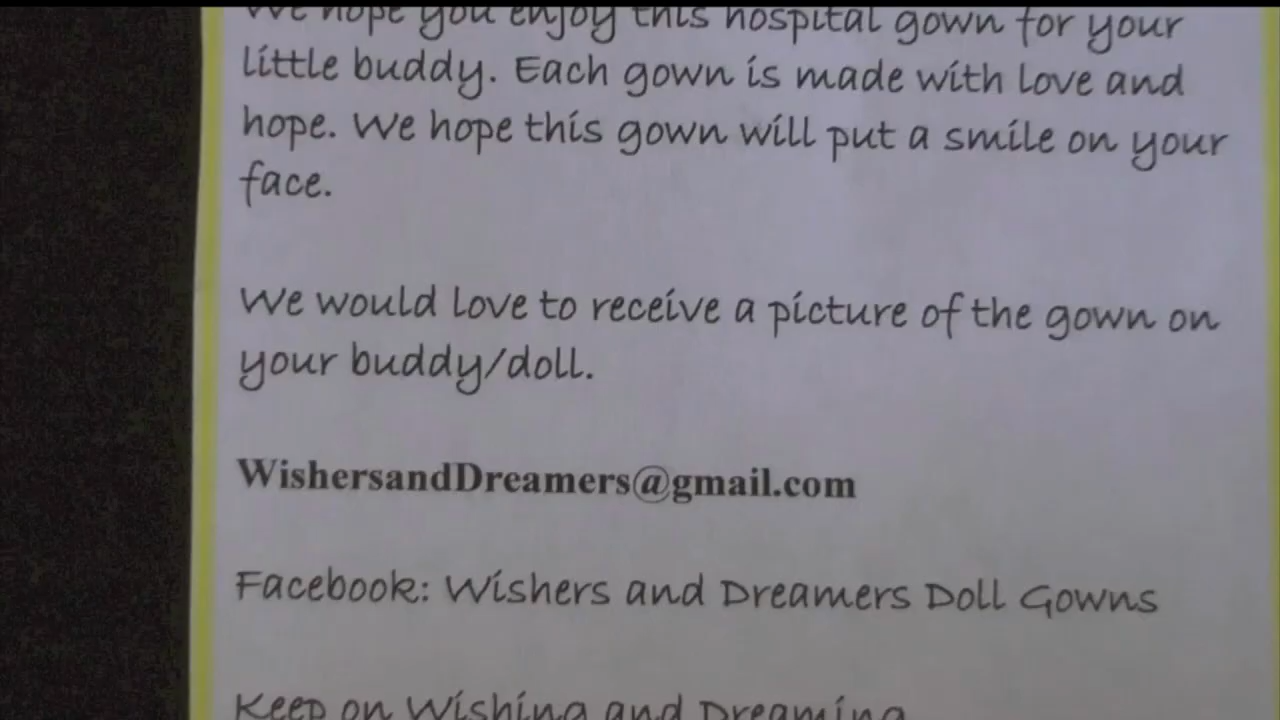 We hope you enjoy this hospital gown for your
little buddy. Each gown is made with love and
hope. We hope this gown will put a smile on your
face.
We would love to receive a picture of the gown on
your buddy/doll.
WishersandDreamers@gmail.com
Facebook: Wishers and Dreamers Doll Gowns
Keep on Wishing and Dreaming